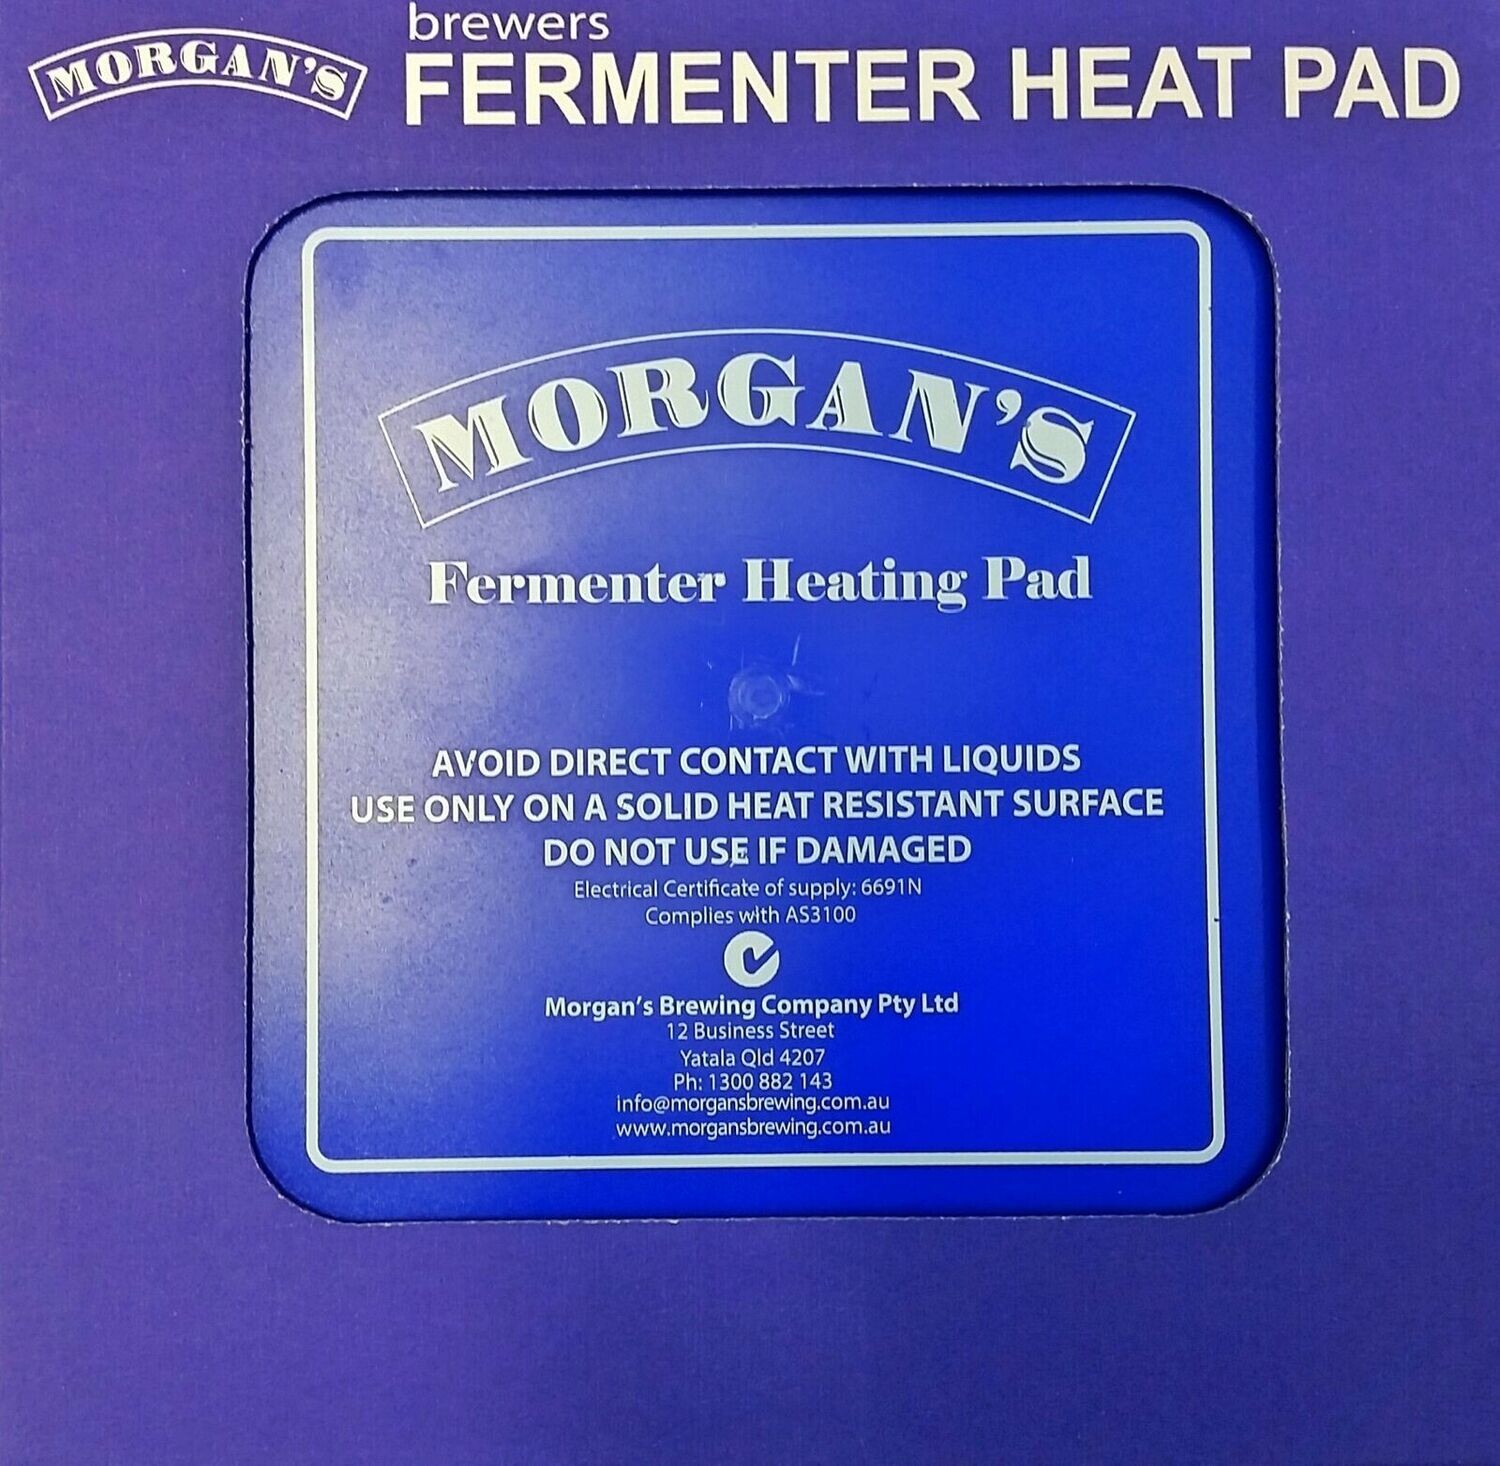 MORGAN'S
brewers
FERMENTER HEAT PAD
MORGAN'S
Fermenter Heating Pad
AVOID DIRECT CONTACT WITH LIQUIDS
USE ONLY ON A SOLID HEAT RESISTANT SURFACE
DO NOT USE IF DAMAGED
Electrical Certificate of supply: 6691N
Complies with AS3100
Morgan's Brewing Company Pty Ltd
12 Business Street
Yatala Qld 4207
Ph: 1300 882 143
info@morgansbrewing.com.au
www.morgansbrewing.com.au